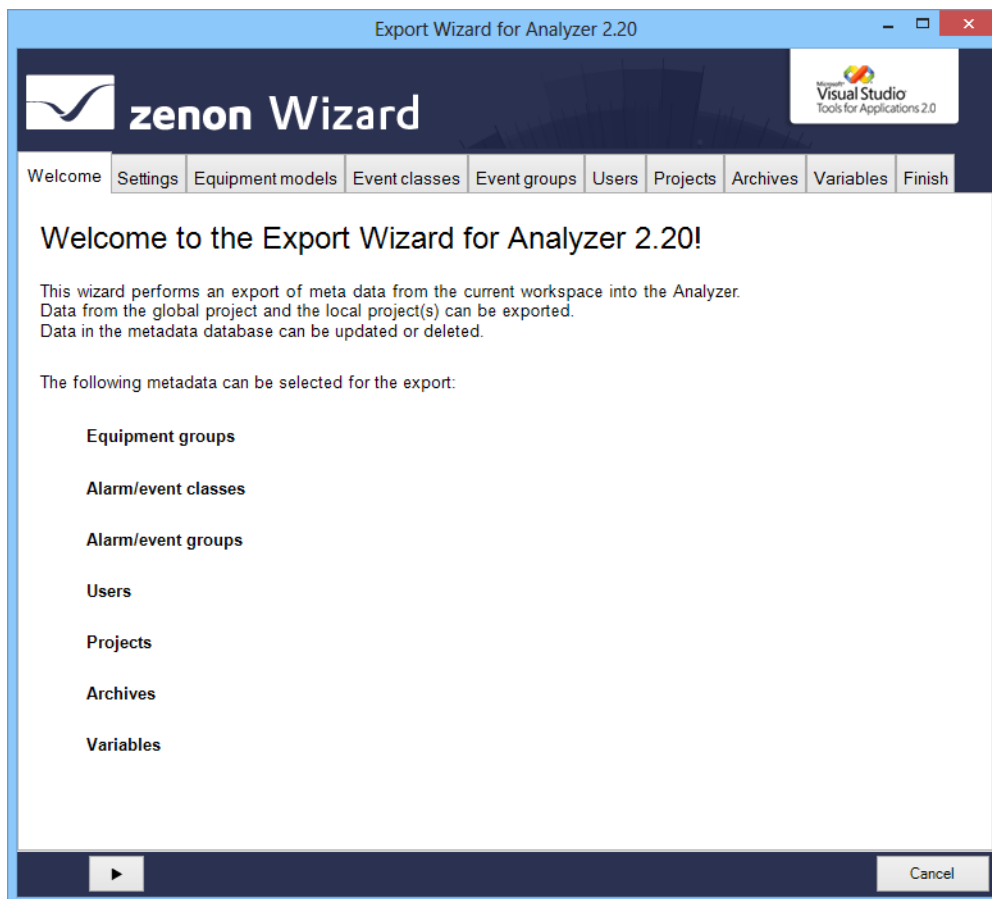 Export Wizard for Analyzer 2.20
zenon Wizard
Microsoft
Visual Studio
Tools for Applications 2.0
Welcome Settings Equipment models Event classes Event groups Users Projects Archives Variables Finish
Welcome to the Export Wizard for Analyzer 2.20!
This wizard performs an export of meta data from the current workspace into the Analyzer.
Data from the global project and the local project(s) can be exported.
Data in the metadata database can be updated or deleted.
The following metadata can be selected for the export:
Equipment groups
Alarm/event classes
Alarm/event groups
Users
Projects
Archives
Variables
Cancel